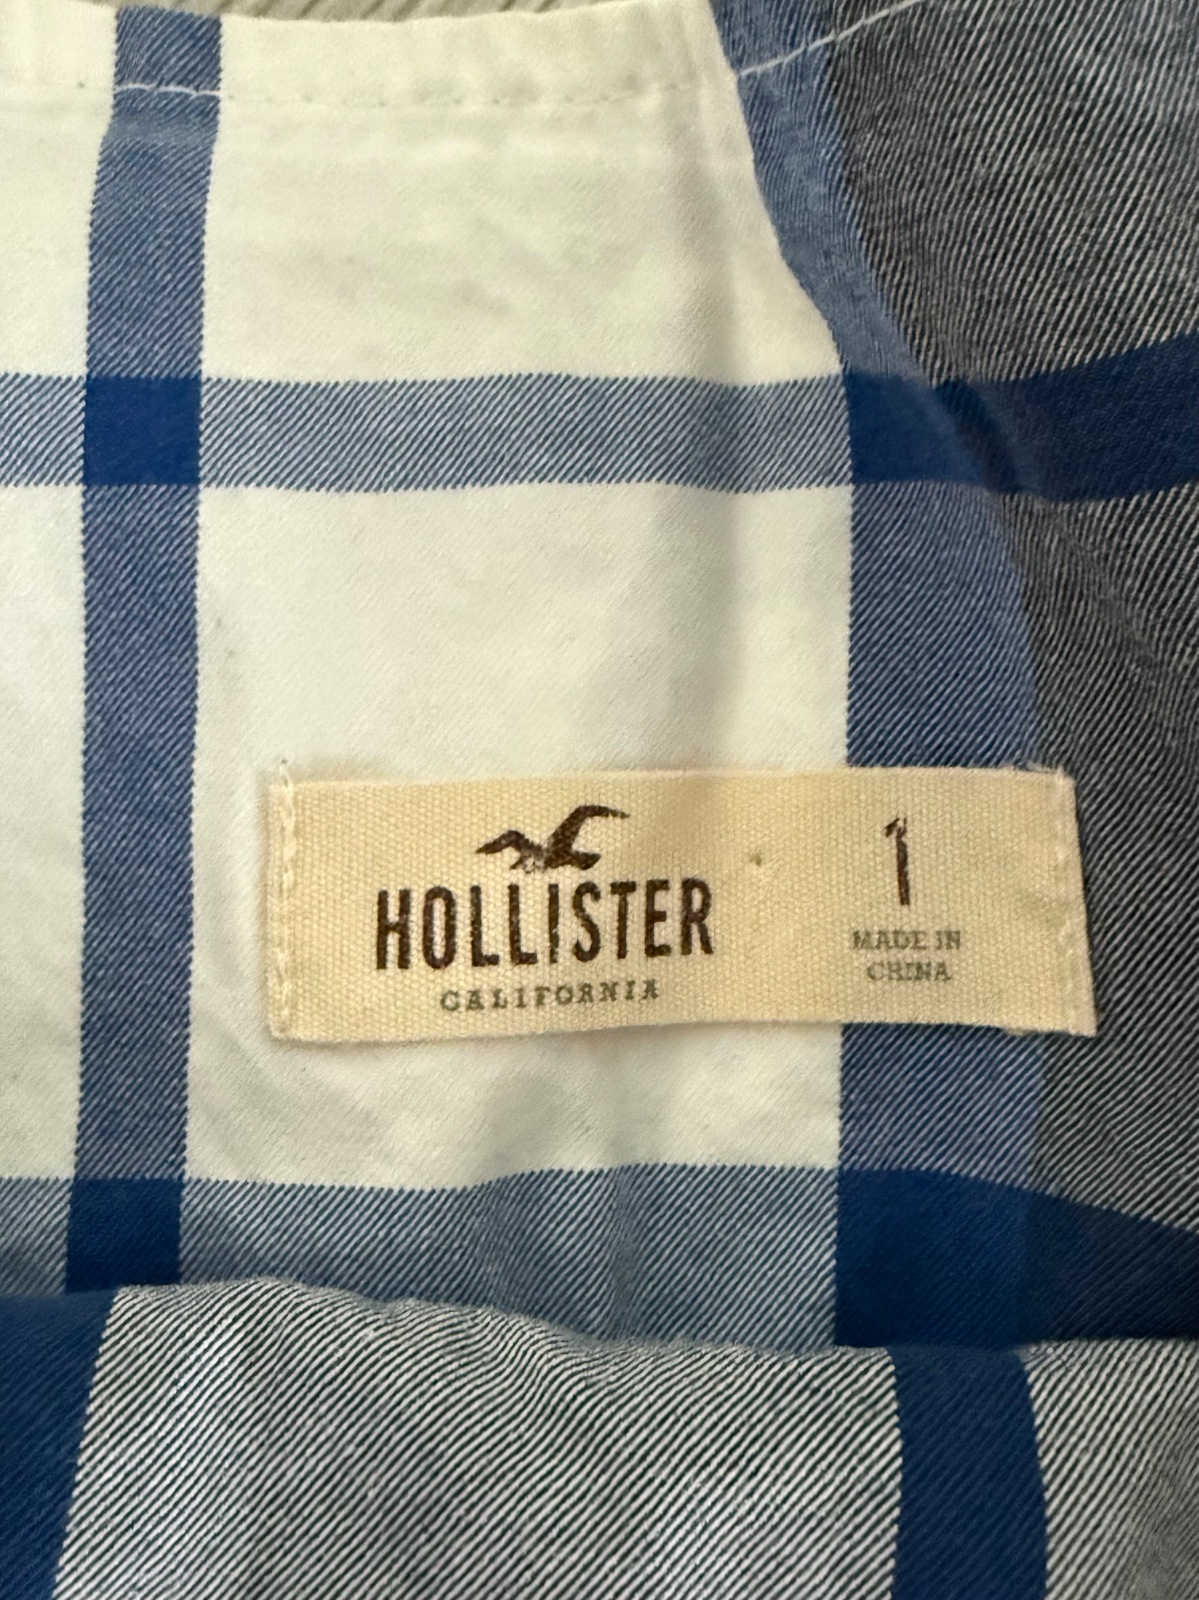 HOLLISTER
CALIFORNIA
1
MADE IN
CHINA